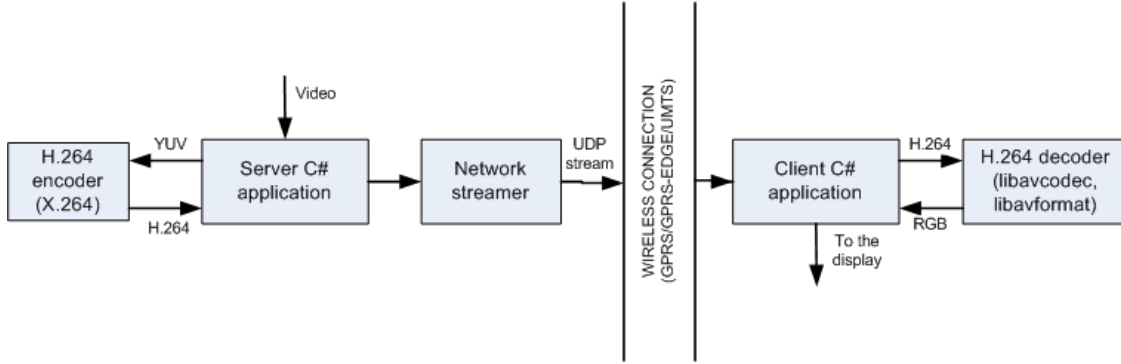 Video
YUV
H.264
encoder
(X.264)
H.264
Server C#
application
Network
streamer
UDP
stream
WIRELESS CONNECTION
(GPRS/GPRS-EDGE/UMTS)
Client C#
application
H.264
RGB
H.264 decoder
(libavcodec,
libavformat)
To the
display